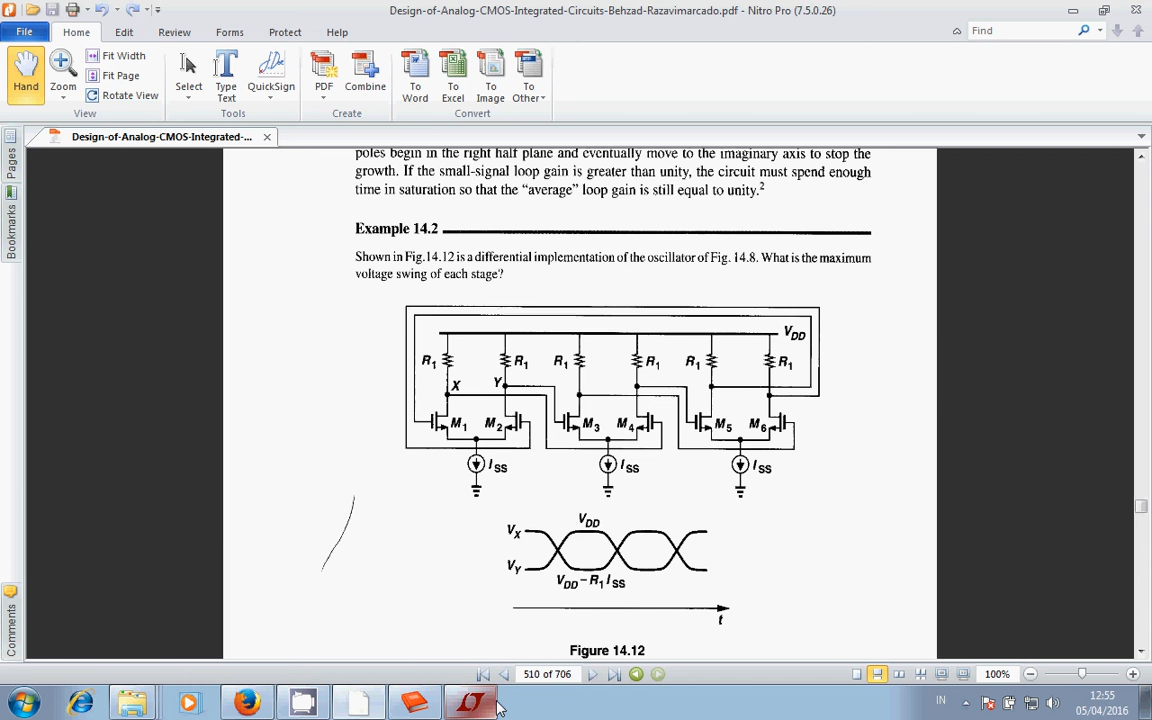 Design-of-Analog-CMOS-Integrated-Circuits-Behzad-Razavimarcado.pdf - Nitro Pro (7.5.0.26)
File Home Edit Review Forms Protect Help
Find
Hand
Zoom
Fit Width
Fit Page
Rotate View
View
Select
Type Text
QuickSign
Tools
PDF
Combine
Create
To Word
To Excel
To Image
To Other
Convert
Design-of-Analog-CMOS-Integrated-...
Pages
Bookmarks
Comments
poles begin in the right half plane and eventually move to the imaginary axis to stop the
growth. If the small-signal loop gain is greater than unity, the circuit must spend enough
time in saturation so that the “average” loop gain is still equal to unity.2
Example 14.2
Shown in Fig.14.12 is a differential implementation of the oscillator of Fig. 14.8. What is the maximum
voltage swing of each stage?
VDD
R1 R1 R1 R1 R1 R1
X Y
M1 M2 M3 M4 M5 M6
ISS ISS ISS
VX VDD
VY
VDD – R1 ISS
t
Figure 14.12
510 of 706
100%
IN
12:55
05/04/2016